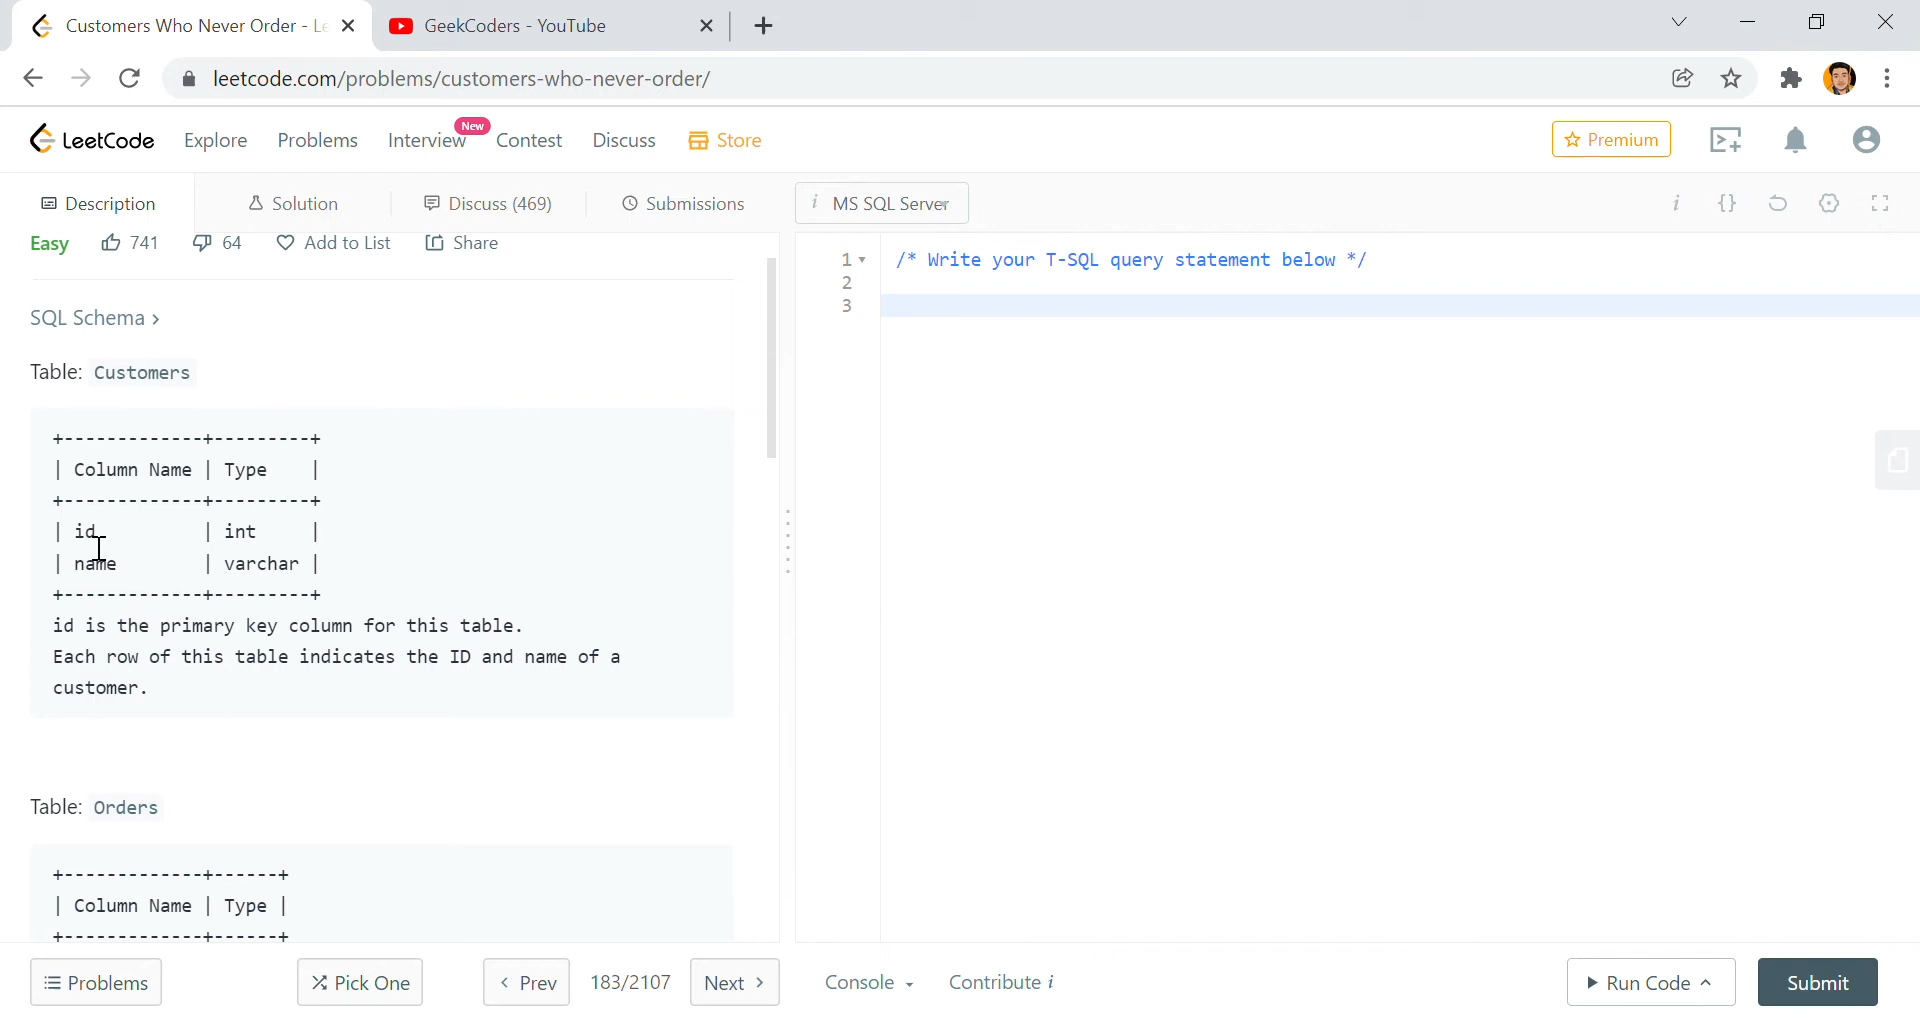 Customers Who Never Order - Le
GeekCoders - YouTube
leetcode.com/problems/customers-who-never-order/
LeetCode
Explore
Problems
Interview
New
Contest
Discuss
Store
Premium
Description
Solution
Discuss (469)
Submissions
i MS SQL Server
i {}
Easy
741
64
Add to List
Share
SQL Schema >
Table: Customers
+-------------+---------+
| Column Name | Type    |
+-------------+---------+
| id          | int     |
| name        | varchar |
+-------------+---------+
id is the primary key column for this table.
Each row of this table indicates the ID and name of a
customer.
Table: Orders
+-------------+------+
| Column Name | Type |
+-------------+------+
1
2
3
/* Write your T-SQL query statement below */
Problems
Pick One
< Prev
183/2107
Next >
Console
Contribute i
Run Code
Submit